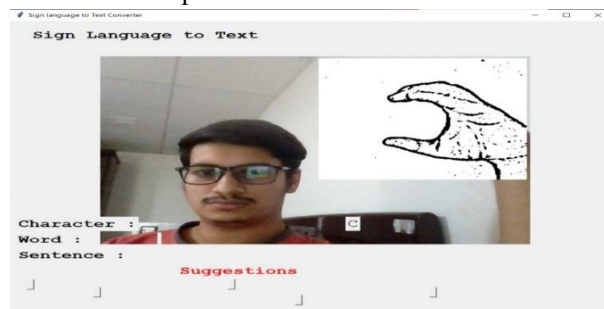 Sign language to Text Converter
Sign Language to Text
Character : C
Word :
Sentence :
Suggestions